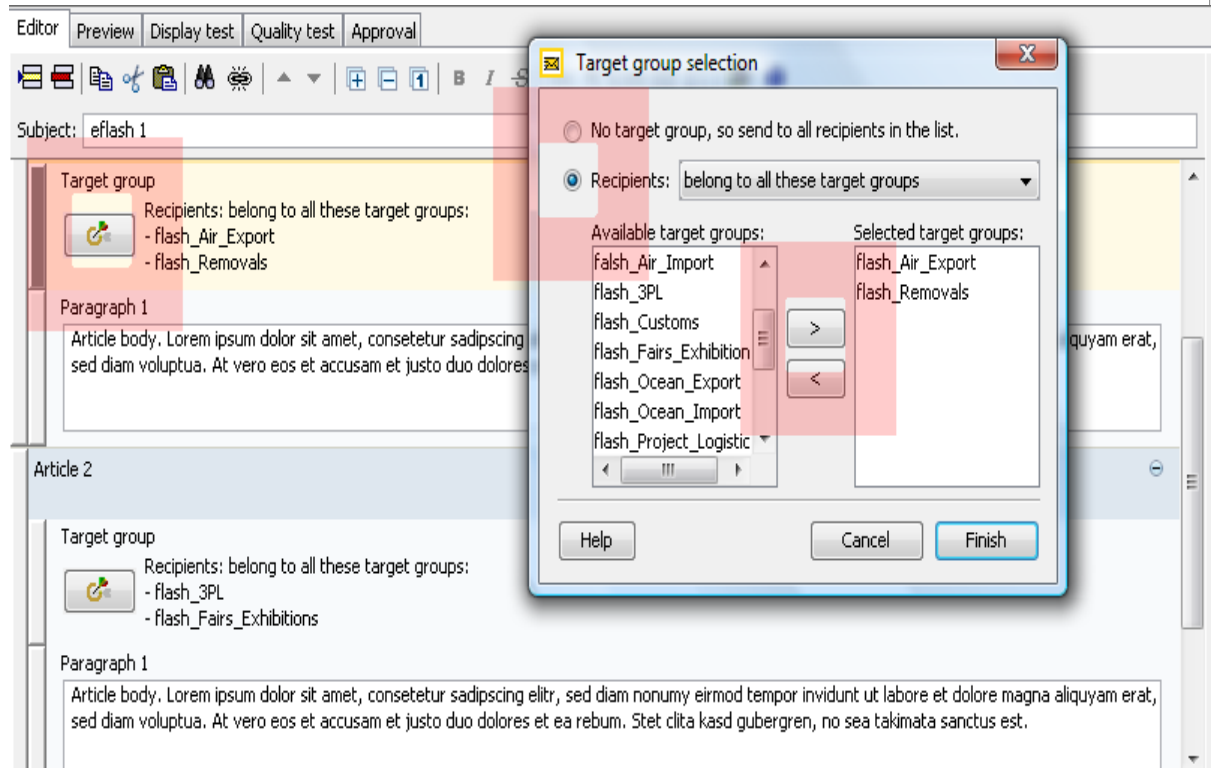 Editor Preview Display test Quality test Approval
B I S
Subject: eflash 1
Target group
Recipients: belong to all these target groups:
- flash_Air_Export
- flash_Removals
Paragraph 1
Article body. Lorem ipsum dolor sit amet, consetetur sadipscing
quyam erat,
sed diam voluptua. At vero eos et accusam et justo duo dolores
Article 2
Target group
Recipients: belong to all these target groups:
- flash_3PL
- flash_Fairs_Exhibitions
Paragraph 1
Article body. Lorem ipsum dolor sit amet, consetetur sadipscing elitr, sed diam nonumy eirmod tempor invidunt ut labore et dolore magna aliquyam erat,
sed diam voluptua. At vero eos et accusam et justo duo dolores et ea rebum. Stet clita kasd gubergren, no sea takimata sanctus est.
Target group selection
X
No target group, so send to all recipients in the list.
Recipients: belong to all these target groups
Available target groups:
falsh_Air_Import
flash_3PL
flash_Customs
flash_Fairs_Exhibition
flash_Ocean_Export
flash_Ocean_Import
flash_Project_Logistic
>
<
Selected target groups:
flash_Air_Export
flash_Removals
Help Cancel Finish